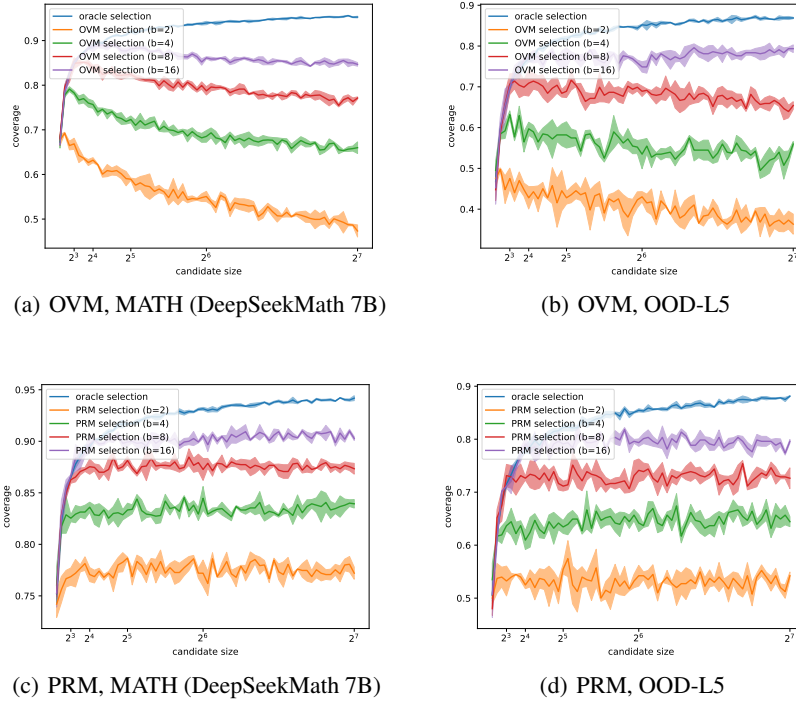 oracle selection
OVM selection (b=2)
OVM selection (b=4)
OVM selection (b=8)
OVM selection (b=16)
0.9
0.8
0.7
0.6
0.5
coverage
2^3 2^4 2^5 2^6 2^7
candidate size
(a) OVM, MATH (DeepSeekMath 7B)
oracle selection
OVM selection (b=2)
OVM selection (b=4)
OVM selection (b=8)
OVM selection (b=16)
0.9
0.8
0.7
0.6
0.5
0.4
coverage
2^3 2^4 2^5 2^6 2^7
candidate size
(b) OVM, OOD-L5
oracle selection
PRM selection (b=2)
PRM selection (b=4)
PRM selection (b=8)
PRM selection (b=16)
0.95
0.90
0.85
0.80
0.75
coverage
2^3 2^4 2^5 2^6 2^7
candidate size
(c) PRM, MATH (DeepSeekMath 7B)
oracle selection
PRM selection (b=2)
PRM selection (b=4)
PRM selection (b=8)
PRM selection (b=16)
0.9
0.8
0.7
0.6
0.5
coverage
2^3 2^4 2^5 2^6 2^7
candidate size
(d) PRM, OOD-L5